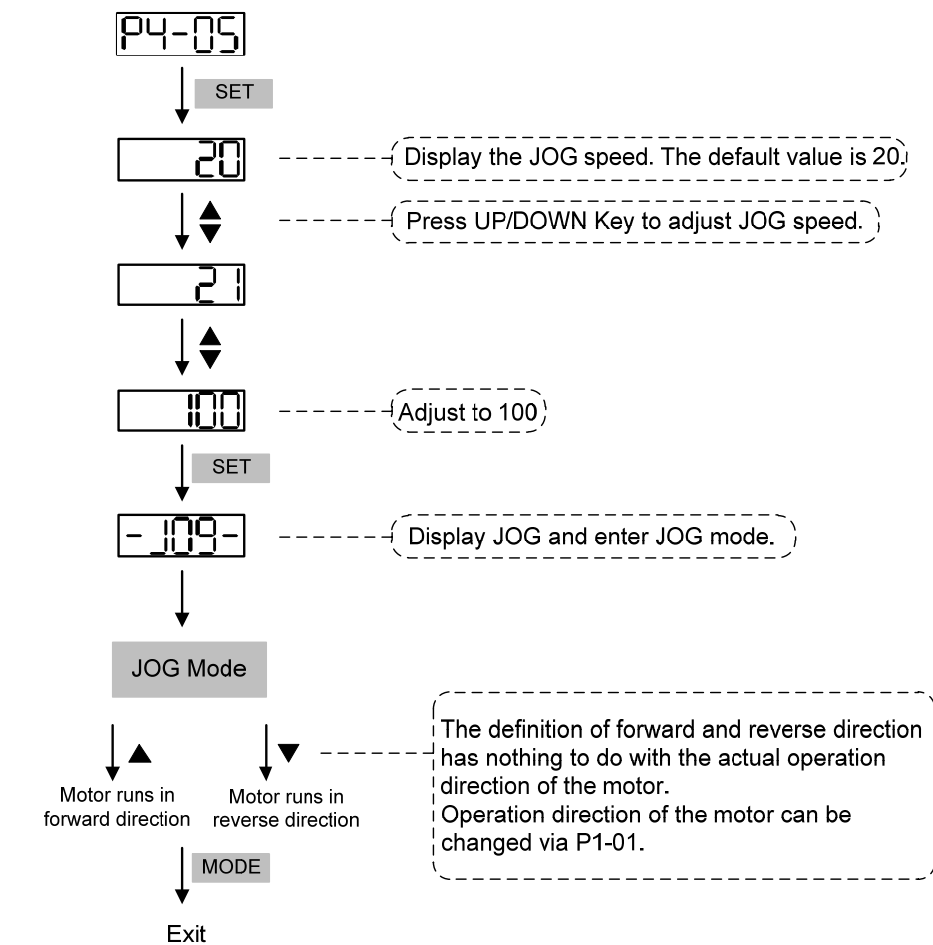 P4-05
SET
20
Display the JOG speed. The default value is 20.
Press UP/DOWN Key to adjust JOG speed.
21
100
Adjust to 100
SET
-JOG-
Display JOG and enter JOG mode.
JOG Mode
The definition of forward and reverse direction
has nothing to do with the actual operation
direction of the motor.
Operation direction of the motor can be
changed via P1-01.
Motor runs in
forward direction
Motor runs in
reverse direction
MODE
Exit